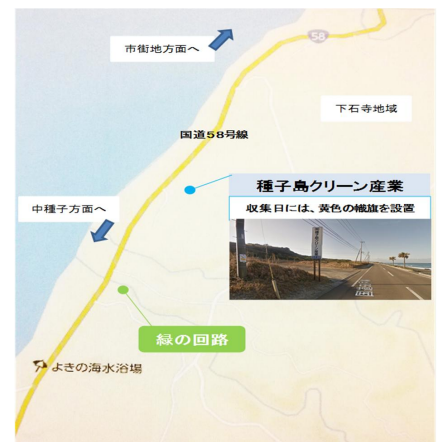 市街地方面へ
58
下石寺地域
国道58号線
種子島クリーン産業
収集日には、黄色の幟旗を設置
中種子方面へ
緑の回路
よきの海水浴場